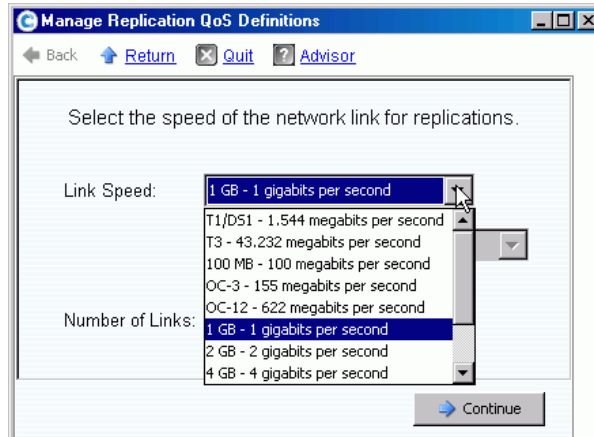 Manage Replication QoS Definitions
Back Return Quit Advisor
Select the speed of the network link for replications.
Link Speed: 1 GB - 1 gigabits per second
T1/DS1 - 1.544 megabits per second
T3 - 43.232 megabits per second
100 MB - 100 megabits per second
OC-3 - 155 megabits per second
OC-12 - 622 megabits per second
Number of Links: 1 GB - 1 gigabits per second
2 GB - 2 gigabits per second
4 GB - 4 gigabits per second
Continue